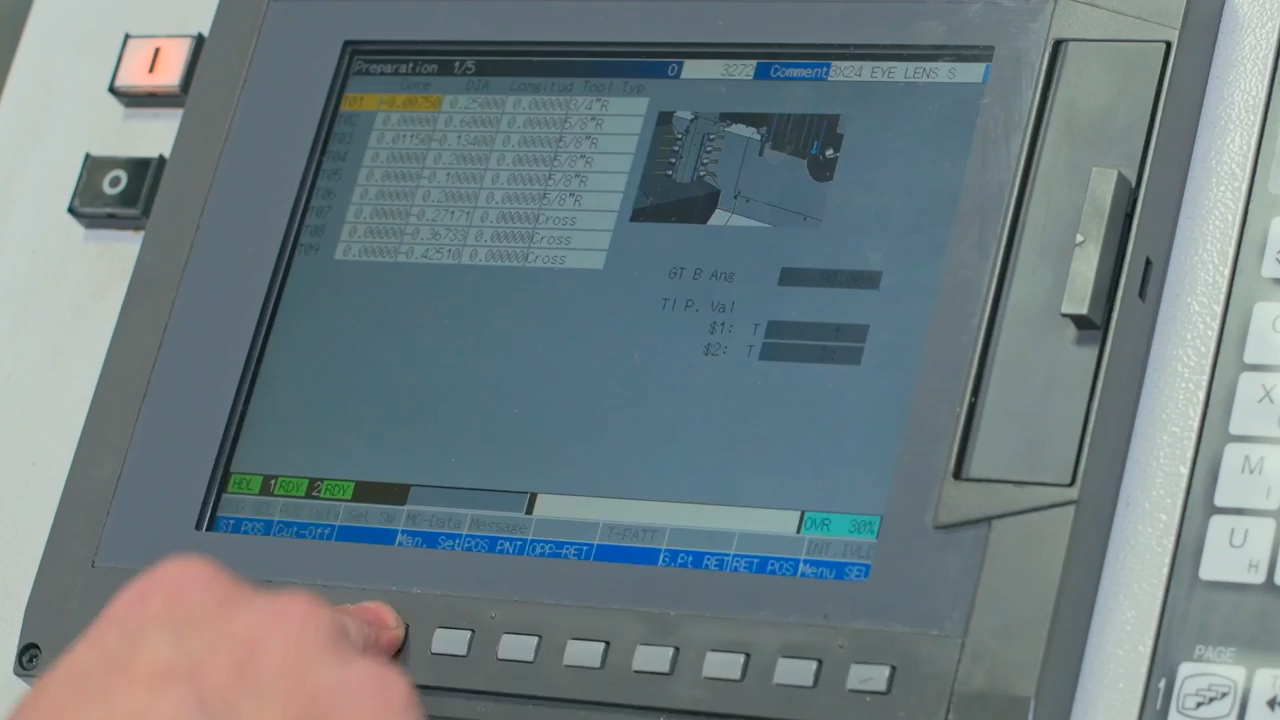 I
O
Preparation 1/5 0 3272 Comment 3X24 EYE LENS S
Core DIA Longitud Tool Typ
T01 -0.00750 0.25000 0.00000 3/4"R
T02 0.00000 0.60000 0.00000 5/8"R
T03 0.01150 -0.13400 0.00000 5/8"R
T04 0.00000 0.20000 0.00000 5/8"R
T05 0.00000 -0.10000 0.00000 5/8"R
T06 0.00000 0.20000 0.00000 5/8"R
T07 0.00000 -0.27171 0.00000 Cross
T08 0.00000 -0.36733 0.00000 Cross
T09 0.00000 -0.42510 0.00000 Cross
GT B Ang
TI P. Val
$1: T 1
$2: T
HDL 1 RDY 2 RDY
OVR 30%
MC-Data Message T-PATT INT.TVLC
ST POS Cut-Off Man. Set POS PNT OPP-RET G.Pt RET RET POS Menu SEL
X
M I
U H
PAGE
1